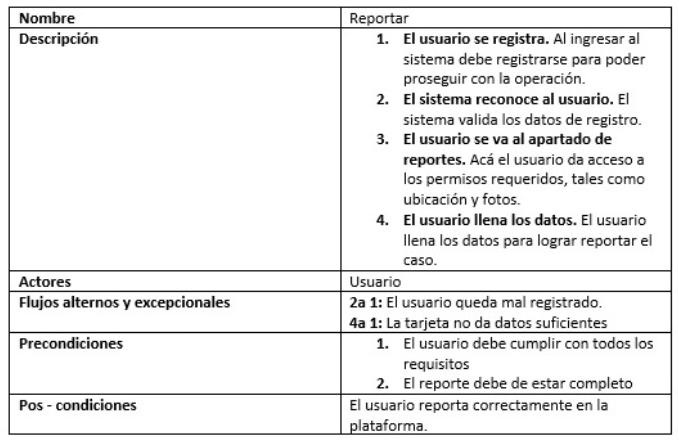 Nombre
Reportar
Descripción
1. El usuario se registra. Al ingresar al
sistema debe registrarse para poder
proseguir con la operación.
2. El sistema reconoce al usuario. El
sistema valida los datos de registro.
3. El usuario se va al apartado de
reportes. Acá el usuario da acceso a
los permisos requeridos, tales como
ubicación y fotos.
4. El usuario llena los datos. El usuario
llena los datos para lograr reportar el
caso.
Actores
Usuario
Flujos alternos y excepcionales
2a 1: El usuario queda mal registrado.
4a 1: La tarjeta no da datos suficientes
Precondiciones
1. El usuario debe cumplir con todos los
requisitos
2. El reporte debe de estar completo
Pos - condiciones
El usuario reporta correctamente en la
plataforma.